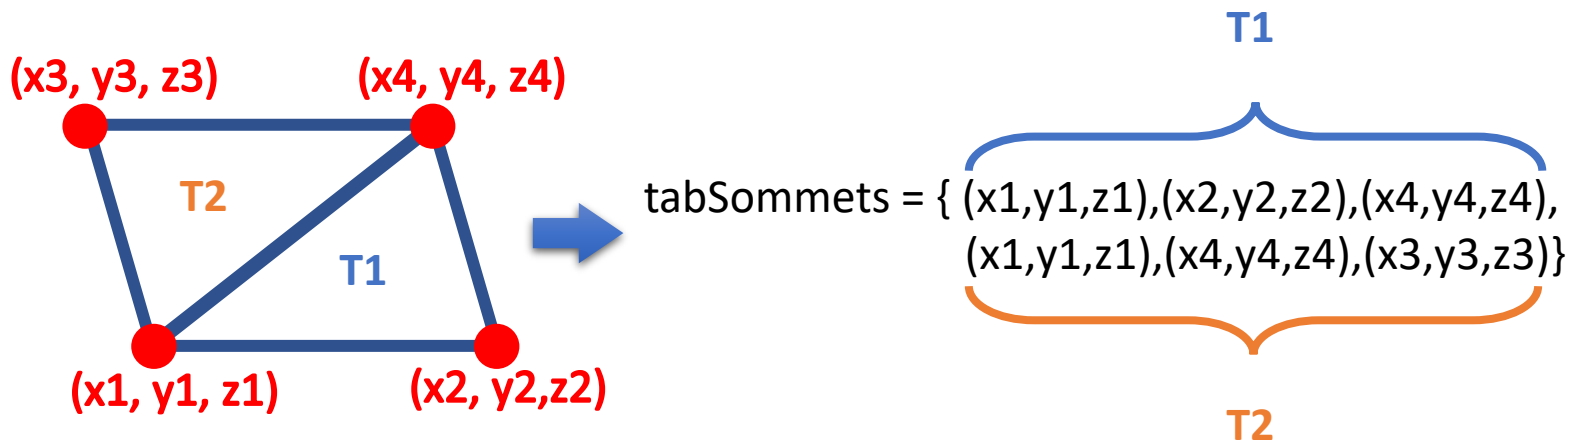 (x3, y3, z3)
(x4, y4, z4)
T2
T1
(x1, y1, z1)
(x2, y2,z2)
T1
tabSommets = { (x1,y1,z1),(x2,y2,z2),(x4,y4,z4),
(x1,y1,z1),(x4,y4,z4),(x3,y3,z3)}
T2